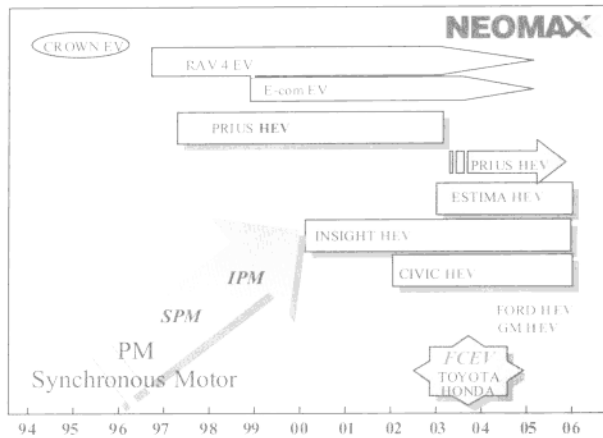 NEOMAX
CROWN EV
RAV 4 EV
E-com EV
PRIUS HEV
PRIUS HEV
ESTIMA HEV
INSIGHT HEV
CIVIC HEV
IPM
SPM
FORD HEV
GM HEV
PM
Synchronous Motor
FCEV
TOYOTA
HONDA
94 95 96 97 98 99 00 01 02 03 04 05 06